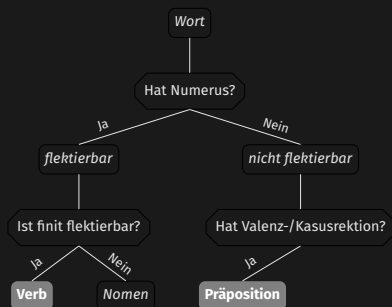 Wort
Hat Numerus?
Ja
Nein
flektierbar
nicht flektierbar
Ist finit flektierbar?
Hat Valenz-/Kasusrektion?
Ja
Nein
Ja
Verb
Nomen
Präposition